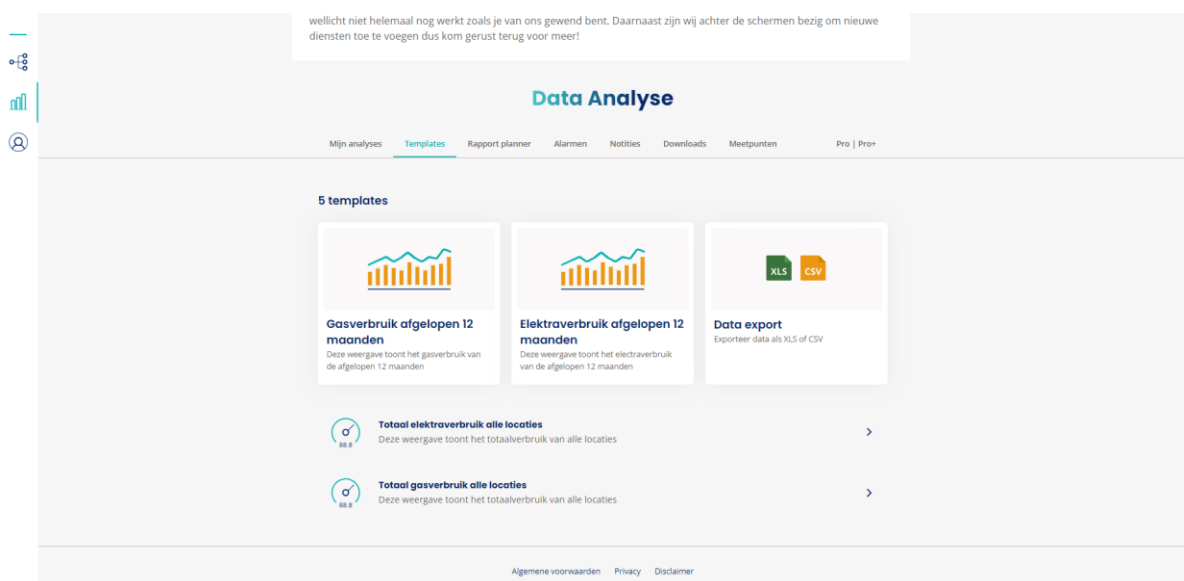 wellicht niet helemaal nog werkt zoals je van ons gewend bent. Daarnaast zijn wij achter de schermen bezig om nieuwe
diensten toe te voegen dus kom gerust terug voor meer!
Data Analyse
Mijn analyses Templates Rapport planner Alarmen Notities Downloads Meetpunten Pro | Pro+
5 templates
XLS CSV
Gasverbruik afgelopen 12
maanden
Deze weergave toont het gasverbruik van
de afgelopen 12 maanden
Elektraverbruik afgelopen 12
maanden
Deze weergave toont het electraverbruik
van de afgelopen 12 maanden
Data export
Exporteer data als XLS of CSV
88.8
Totaal elektraverbruik alle locaties
Deze weergave toont het totaalverbruik van alle locaties
88.8
Totaal gasverbruik alle locaties
Deze weergave toont het totaalverbruik van alle locaties
Algemene voorwaarden Privacy Disclaimer